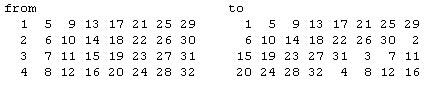 from to
1 5 9 13 17 21 25 29 1 5 9 13 17 21 25 29
2 6 10 14 18 22 26 30 6 10 14 18 22 26 30 2
3 7 11 15 19 23 27 31 15 19 23 27 31 3 7 11
4 8 12 16 20 24 28 32 20 24 28 32 4 8 12 16